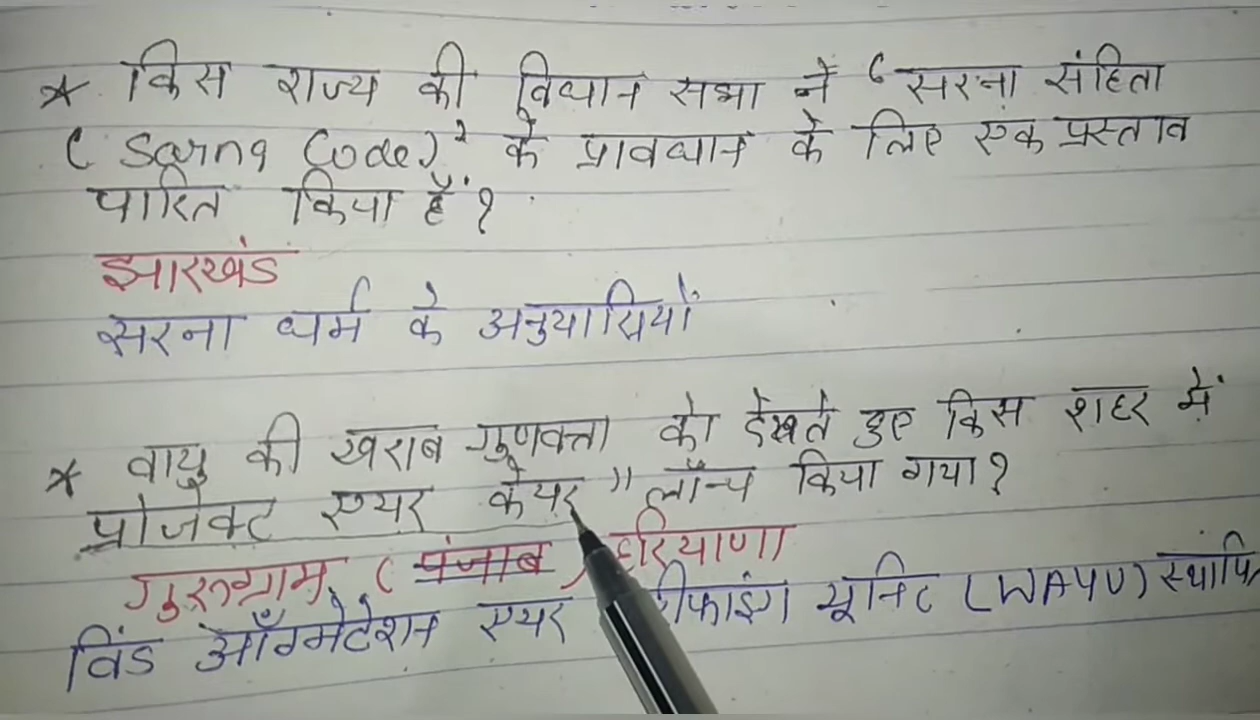 * किस राज्य की विधान सभा ने ‘सरना संहिता
(Sarna Code)’ के प्रावधान के लिए एक प्रस्ताव
पारित किया हैं?
झारखंड
सरना धर्म के अनुयायियों
* वायु की खराब गुणवत्ता को देखते हुए किस शहर में
प्रोजेक्ट एयर केयर" लॉन्च किया गया?
गुरुग्राम (पंजाब) हरियाणा
विंड ऑगमेंटेशन एयर यूनिट (WAYU)